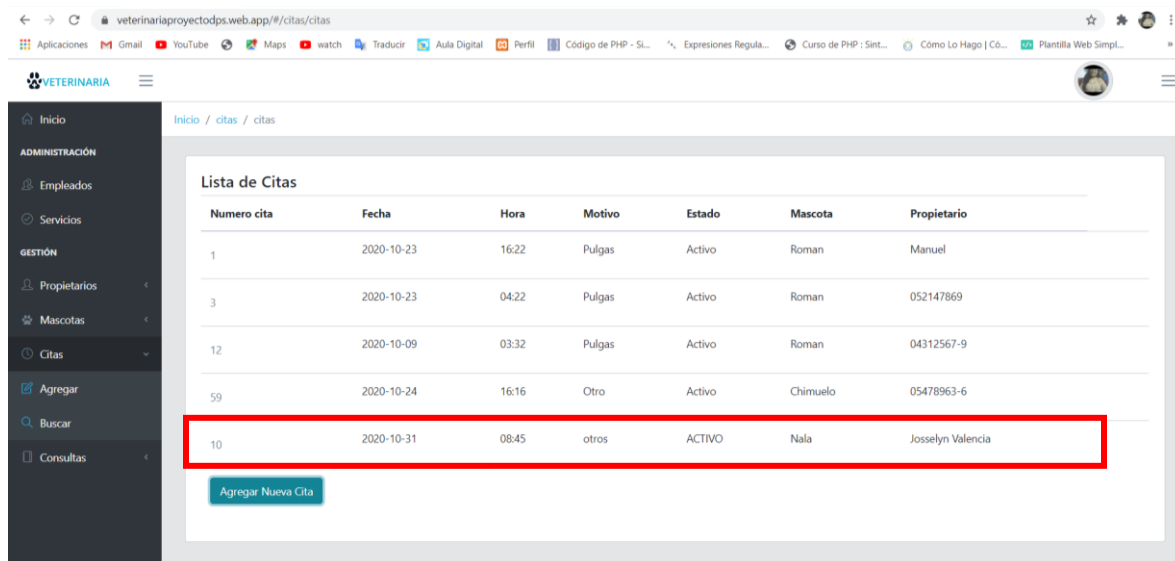 veterinariaproyectodps.web.app/#/citas/citas
Aplicaciones Gmail YouTube Maps watch Traducir Aula Digital Perfil Código de PHP - Si... Expresiones Regula... Curso de PHP : Sint... Cómo Lo Hago | Có... Plantilla Web Simpl... »
VETERINARIA
Inicio
Inicio / citas / citas
ADMINISTRACIÓN
Empleados
Servicios
GESTIÓN
Propietarios
Mascotas
Citas
Agregar
Buscar
Consultas
Lista de Citas
Numero cita Fecha Hora Motivo Estado Mascota Propietario
1 2020-10-23 16:22 Pulgas Activo Roman Manuel
3 2020-10-23 04:22 Pulgas Activo Roman 052147869
12 2020-10-09 03:32 Pulgas Activo Roman 04312567-9
59 2020-10-24 16:16 Otro Activo Chimuelo 05478963-6
10 2020-10-31 08:45 otros ACTIVO Nala Josselyn Valencia
Agregar Nueva Cita